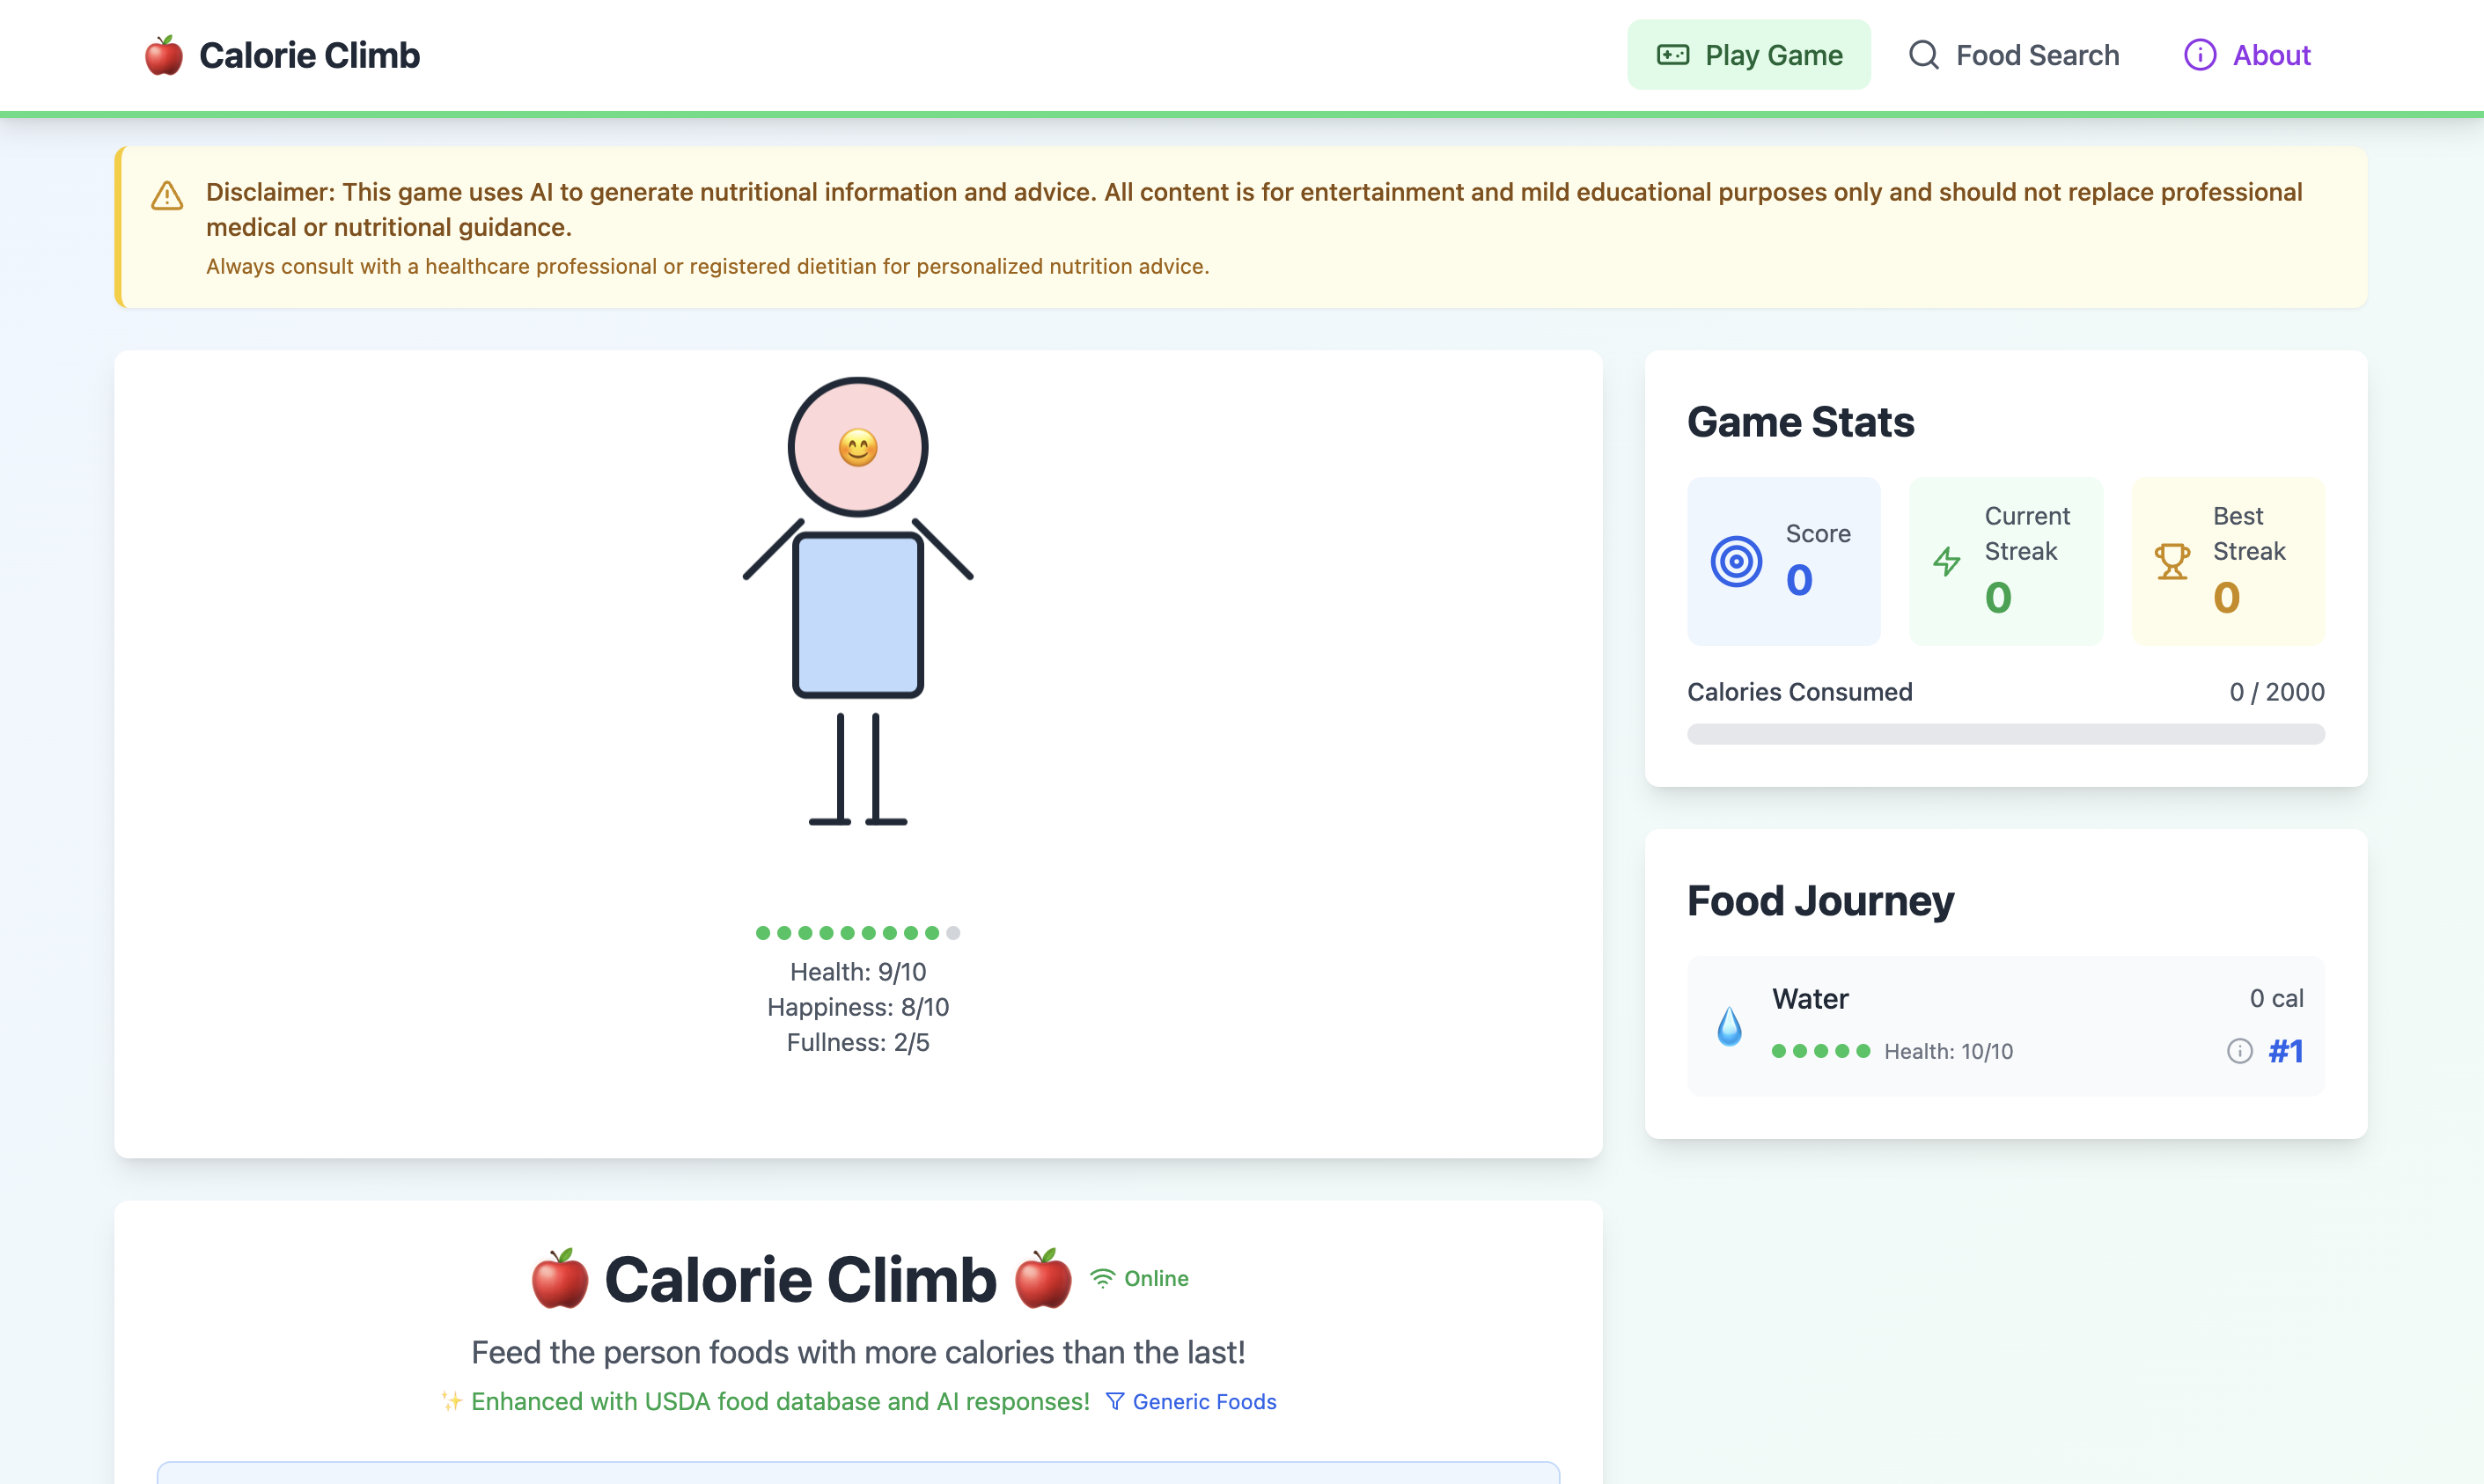 Calorie Climb
Play Game
Food Search
About
Disclaimer: This game uses AI to generate nutritional information and advice. All content is for entertainment and mild educational purposes only and should not replace professional
medical or nutritional guidance.
Always consult with a healthcare professional or registered dietitian for personalized nutrition advice.
Health: 9/10
Happiness: 8/10
Fullness: 2/5
Game Stats
Score
0
Current
Streak
0
Best
Streak
0
Calories Consumed
0 / 2000
Food Journey
Water
0 cal
Health: 10/10
#1
Calorie Climb
Online
Feed the person foods with more calories than the last!
Enhanced with USDA food database and AI responses!
Generic Foods